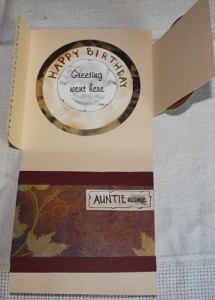 HAPPY BIRTHDAY
Greeting
went here
AUNTIE name